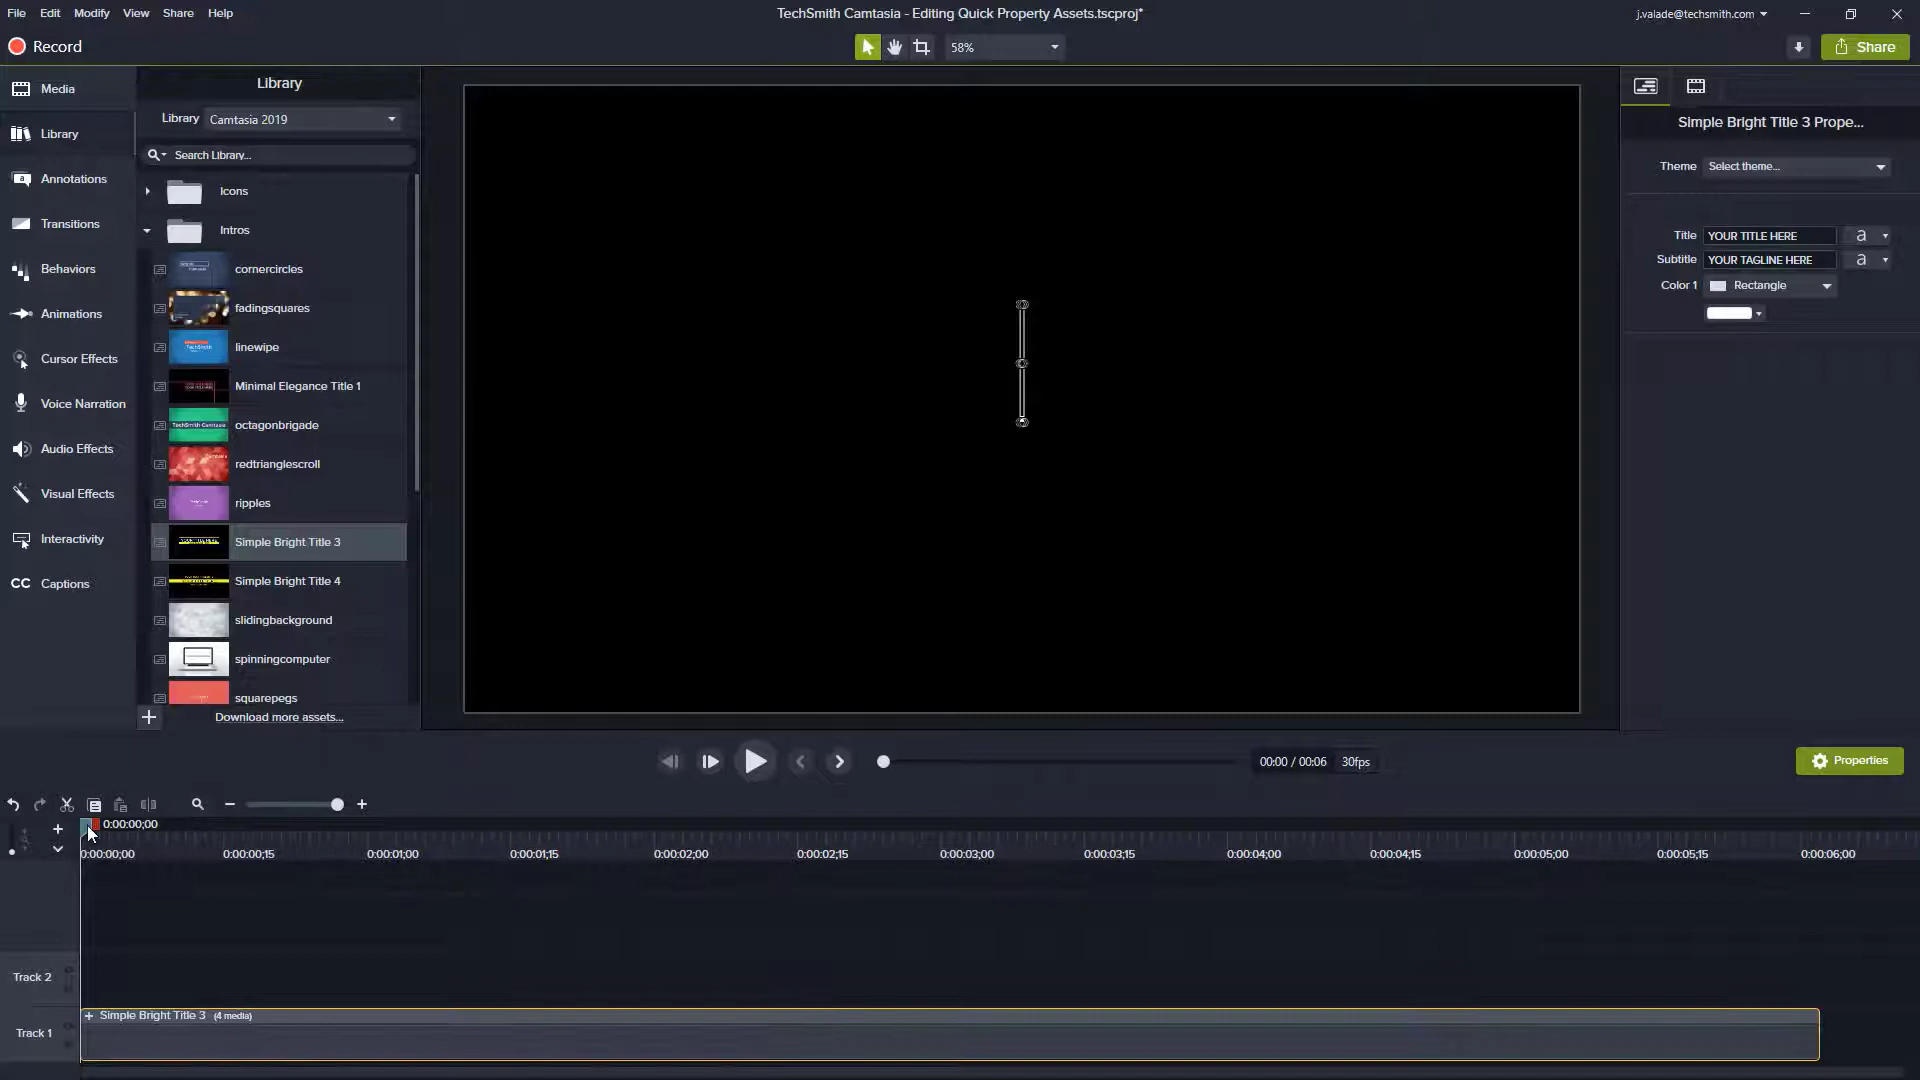 File Edit Modify View Share Help
TechSmith Camtasia - Editing Quick Property Assets.tscproj*
j.valade@techsmith.com
Record
58%
Share
Media
Library
Annotations
Transitions
Behaviors
Animations
Cursor Effects
Voice Narration
Audio Effects
Visual Effects
Interactivity
CC Captions
Library
Library Camtasia 2019
Search Library...
Icons
Intros
cornercircles
fadingsquares
linewipe
Minimal Elegance Title 1
octagonbrigade
redtrianglescroll
ripples
Simple Bright Title 3
Simple Bright Title 4
slidingbackground
spinningcomputer
squarepegs
Download more assets...
Simple Bright Title 3 Prope...
Theme Select theme...
Title YOUR TITLE HERE a
Subtitle YOUR TAGLINE HERE a
Color 1 Rectangle
00:00 / 00:06 30fps
Properties
0:00:00;00
0:00:00;00 0:00:00;15 0:00:01;00 0:00:01;15 0:00:02;00 0:00:02;15 0:00:03;00 0:00:03;15 0:00:04;00 0:00:04;15 0:00:05;00 0:00:05;15 0:00:06;00
Track 2
Simple Bright Title 3 (4 media)
Track 1